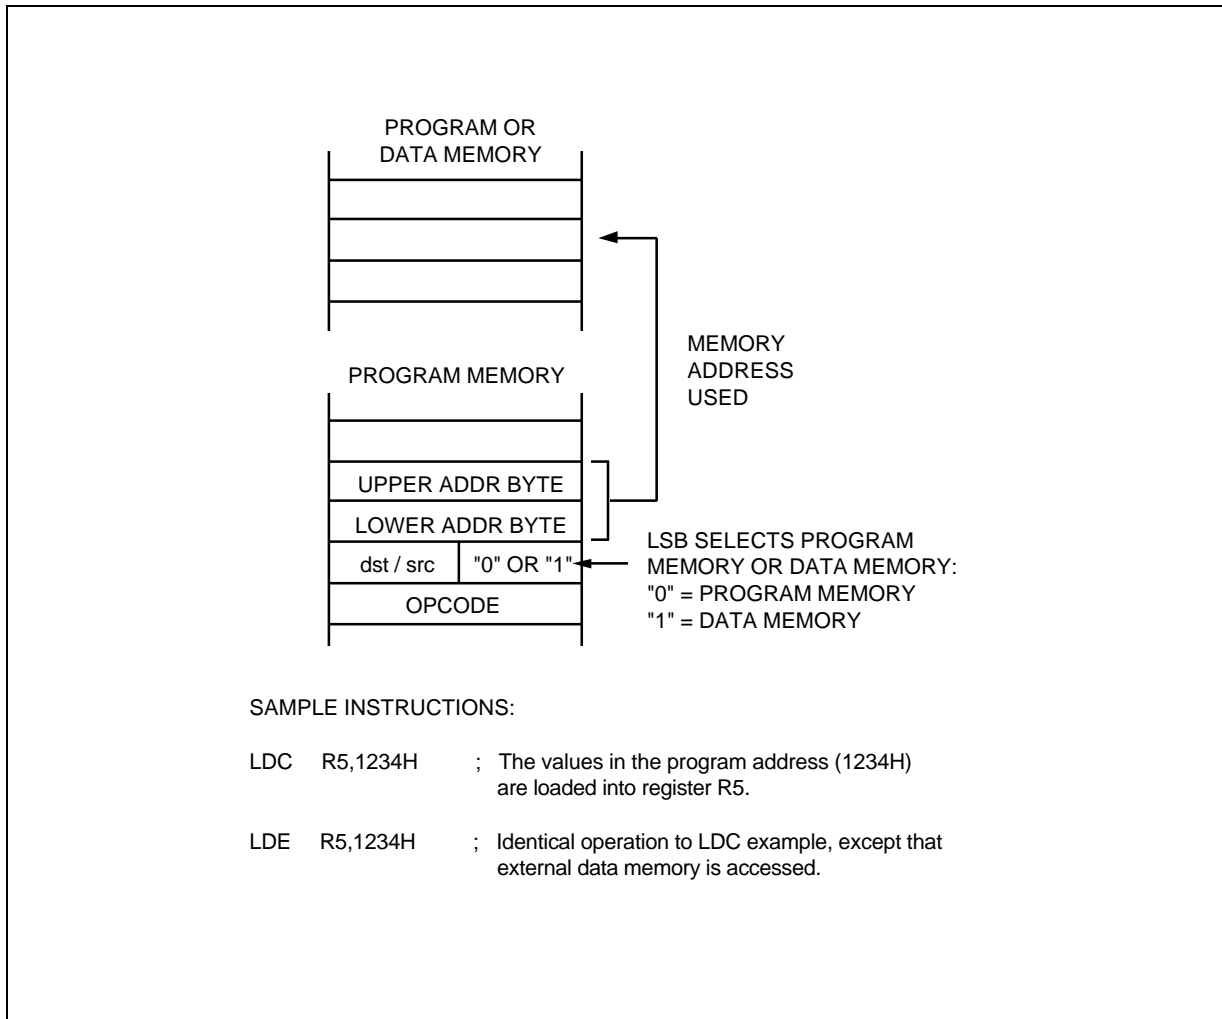 PROGRAM OR
DATA MEMORY
MEMORY
ADDRESS
USED
PROGRAM MEMORY
UPPER ADDR BYTE
LOWER ADDR BYTE
dst / src
"0" OR "1"
OPCODE
LSB SELECTS PROGRAM
MEMORY OR DATA MEMORY:
"0" = PROGRAM MEMORY
"1" = DATA MEMORY
SAMPLE INSTRUCTIONS:
LDC R5,1234H ; The values in the program address (1234H)
are loaded into register R5.
LDE R5,1234H ; Identical operation to LDC example, except that
external data memory is accessed.